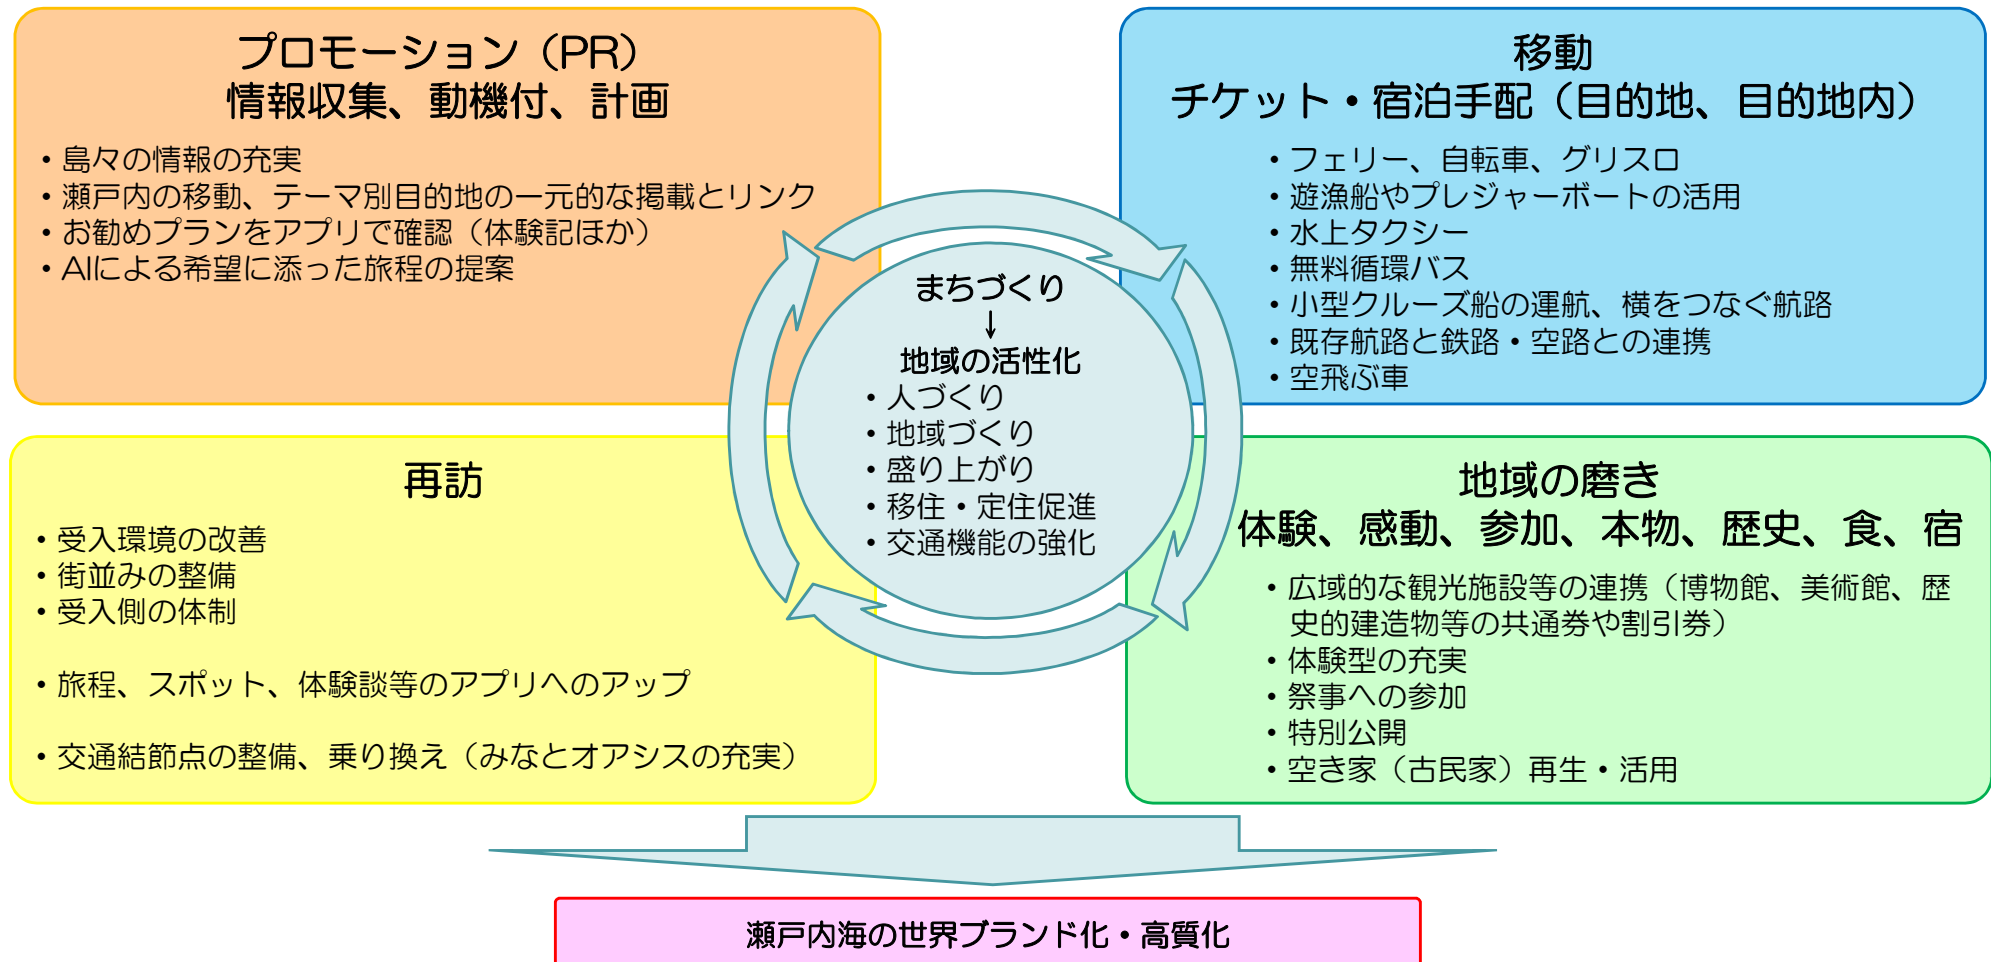 プロモーション（PR）
情報収集、動機付、計画
・島々の情報の充実
・瀬戸内の移動、テーマ別目的地の一元的な掲載とリンク
・お勧めプランをアプリで確認（体験記ほか）
・AIによる希望に添った旅程の提案
移動
チケット・宿泊手配（目的地、目的地内）
・フェリー、自転車、グリスロ
・遊漁船やプレジャーボートの活用
・水上タクシー
・無料循環バス
・小型クルーズ船の運航、横をつなぐ航路
・既存航路と鉄路・空路との連携
・空飛ぶ車
まちづくり
↓
地域の活性化
・人づくり
・地域づくり
・盛り上がり
・移住・定住促進
・交通機能の強化
再訪
・受入環境の改善
・街並みの整備
・受入側の体制
・旅程、スポット、体験談等のアプリへのアップ
・交通結節点の整備、乗り換え（みなとオアシスの充実）
地域の磨き
体験、感動、参加、本物、歴史、食、宿
・広域的な観光施設等の連携（博物館、美術館、歴
史的建造物等の共通券や割引券）
・体験型の充実
・祭事への参加
・特別公開
・空き家（古民家）再生・活用
瀬戸内海の世界ブランド化・高質化